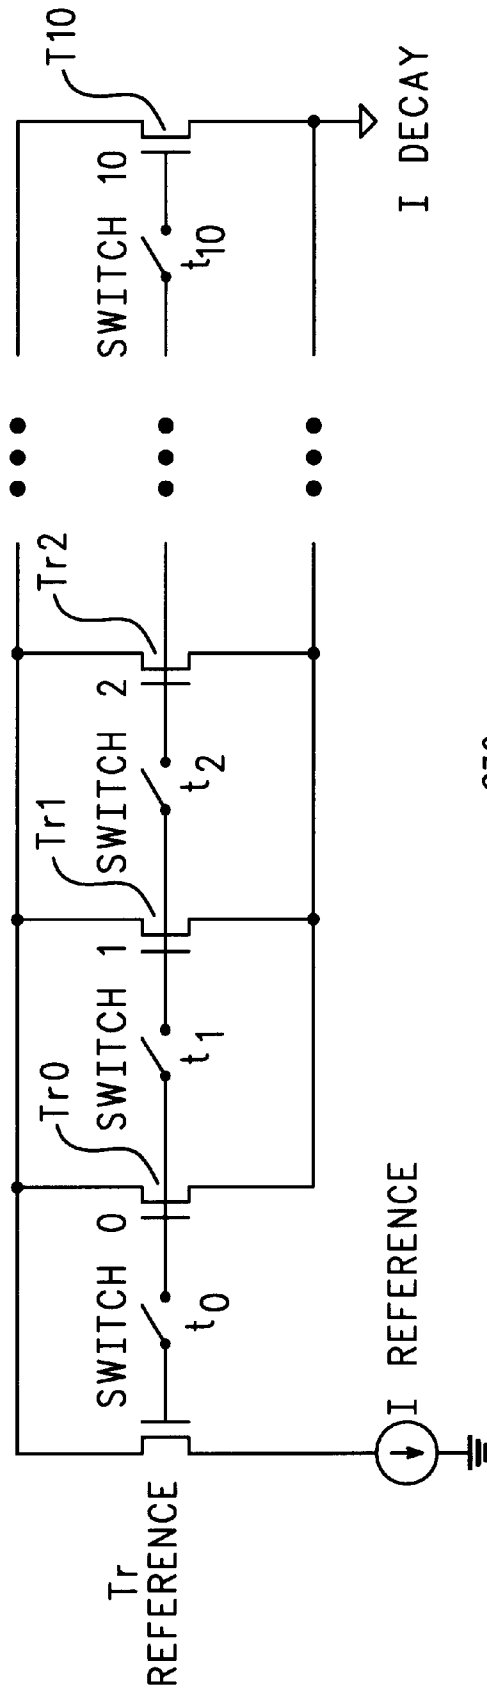 Tr
REFERENCE
I REFERENCE
SWITCH 0
t0
Tr0
SWITCH 1
t1
Tr1
SWITCH 2
t2
Tr2
SWITCH 10
t10
T10
I DECAY